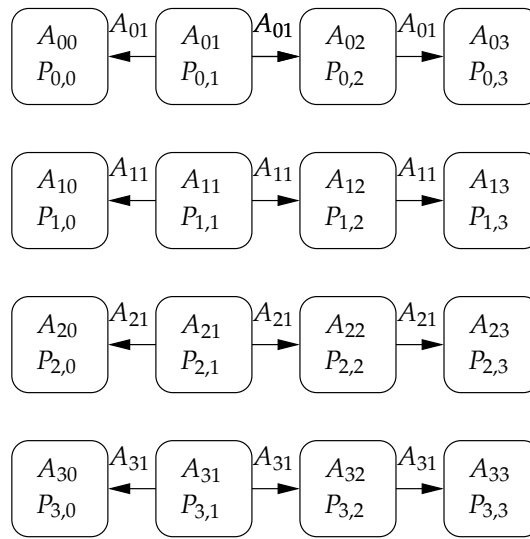 A₀₁ A₀₁ A₀₁
A₀₀ A₀₁ A₀₂ A₀₃
P₀,₀ P₀,₁ P₀,₂ P₀,₃
A₁₁ A₁₁ A₁₁
A₁₀ A₁₁ A₁₂ A₁₃
P₁,₀ P₁,₁ P₁,₂ P₁,₃
A₂₁ A₂₁ A₂₁
A₂₀ A₂₁ A₂₂ A₂₃
P₂,₀ P₂,₁ P₂,₂ P₂,₃
A₃₁ A₃₁ A₃₁
A₃₀ A₃₁ A₃₂ A₃₃
P₃,₀ P₃,₁ P₃,₂ P₃,₃